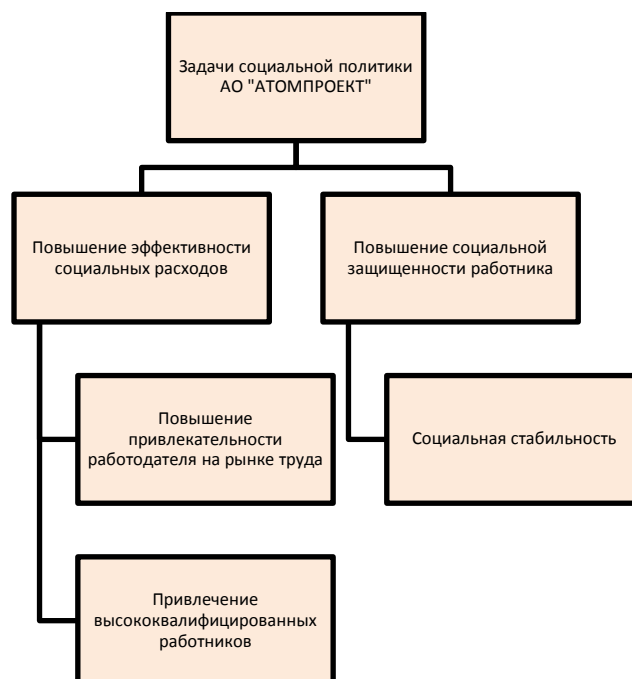 Задачи социальной политики
АО "АТОМПРОЕКТ"
Повышение эффективности
социальных расходов
Повышение социальной
защищенности работника
Повышение
привлекательности
работодателя на рынке труда
Социальная стабильность
Привлечение
высококвалифицированных
работников